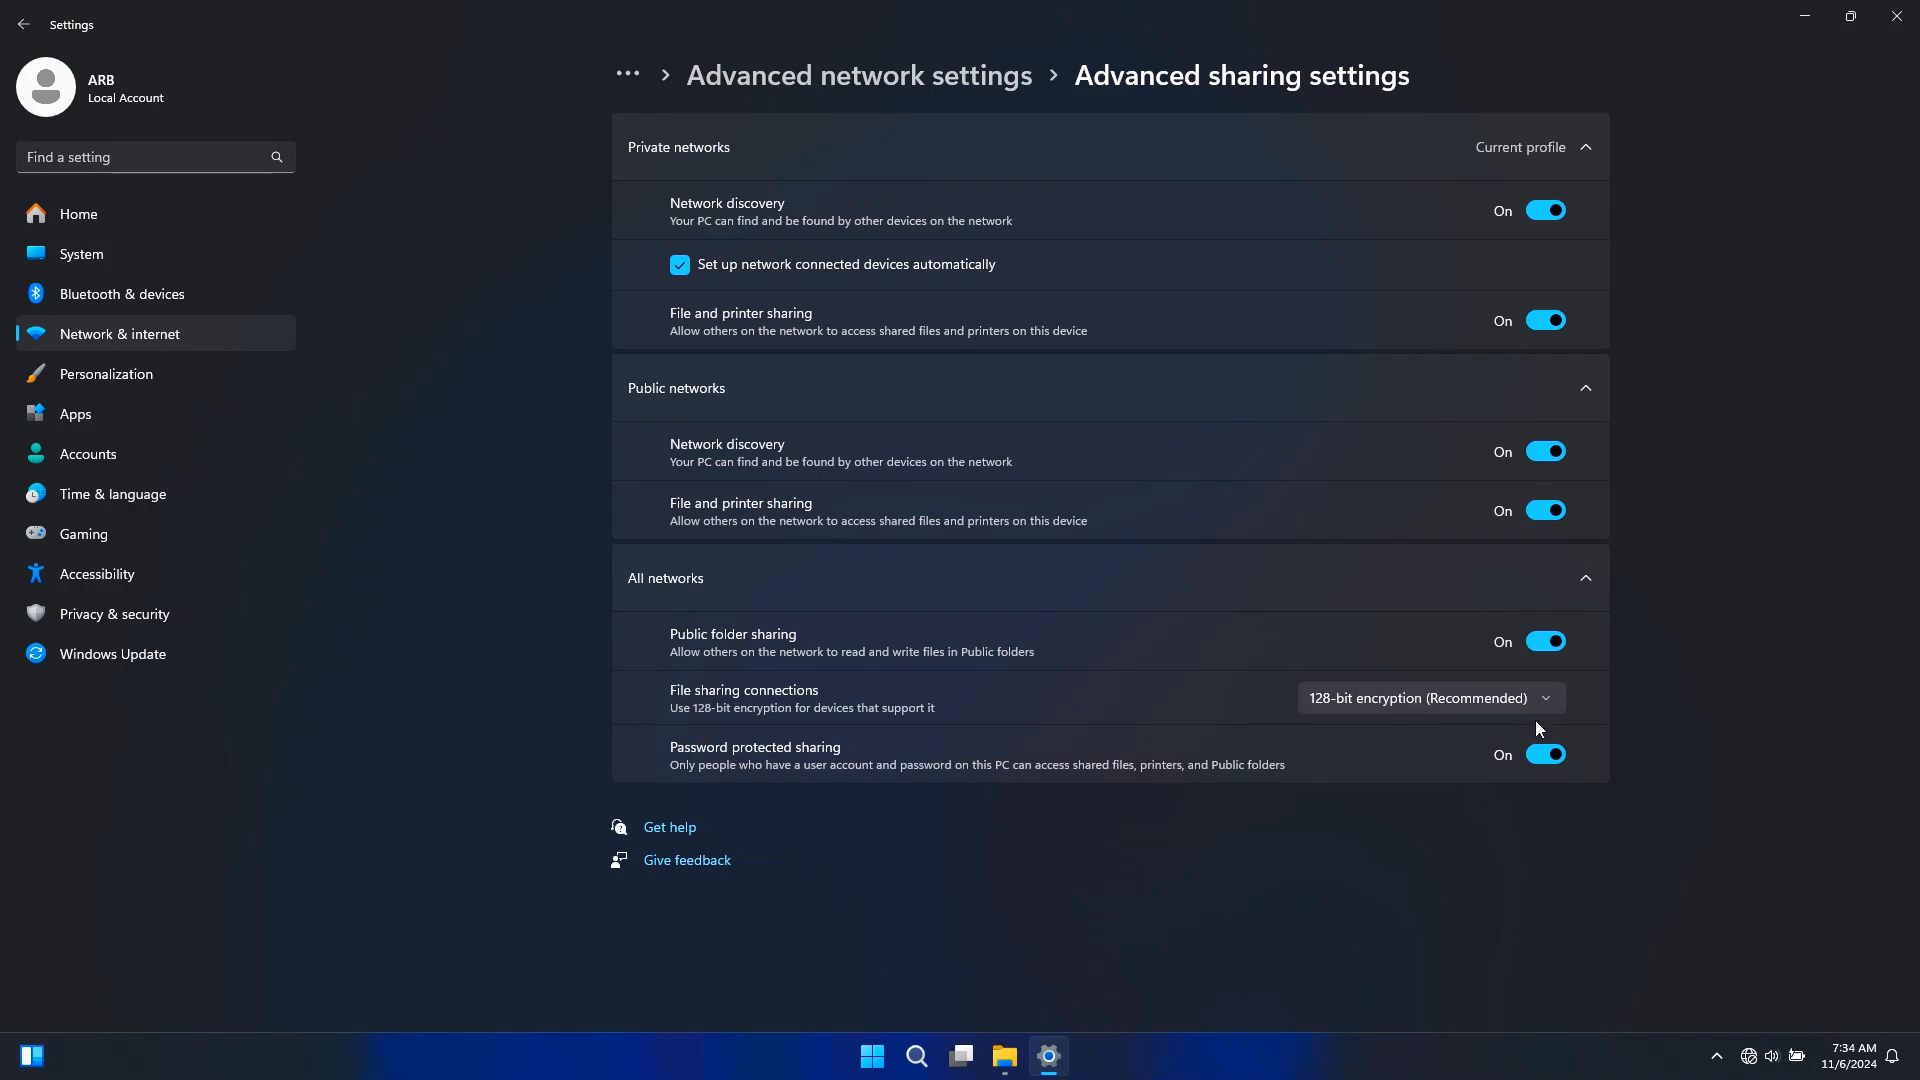 Settings
ARB
Local Account
Find a setting
Home
System
Bluetooth & devices
Network & internet
Personalization
Apps
Accounts
Time & language
Gaming
Accessibility
Privacy & security
Windows Update
Advanced network settings > Advanced sharing settings
Private networks
Current profile
Network discovery
Your PC can find and be found by other devices on the network
On
Set up network connected devices automatically
File and printer sharing
Allow others on the network to access shared files and printers on this device
On
Public networks
Network discovery
Your PC can find and be found by other devices on the network
On
File and printer sharing
Allow others on the network to access shared files and printers on this device
On
All networks
Public folder sharing
Allow others on the network to read and write files in Public folders
On
File sharing connections
Use 128-bit encryption for devices that support it
128-bit encryption (Recommended)
Password protected sharing
Only people who have a user account and password on this PC can access shared files, printers, and Public folders
On
Get help
Give feedback
7:34 AM
11/6/2024